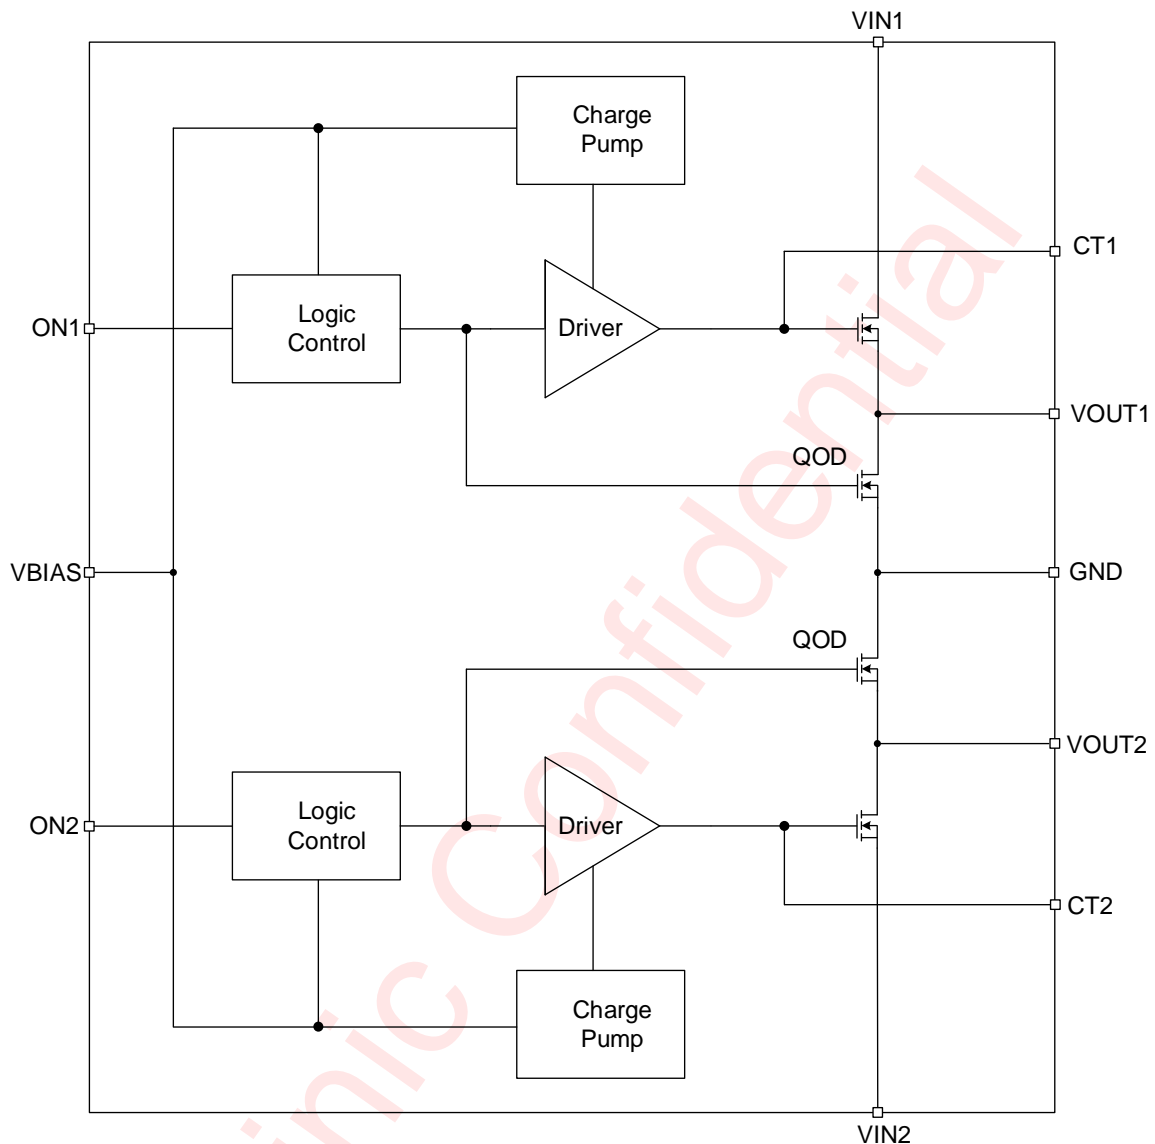 VIN1
Charge
Pump
CT1
Logic
Control
Driver
ON1
VOUT1
QOD
VBIAS
GND
QOD
VOUT2
Logic
Control
Driver
ON2
CT2
Charge
Pump
VIN2
Confidential